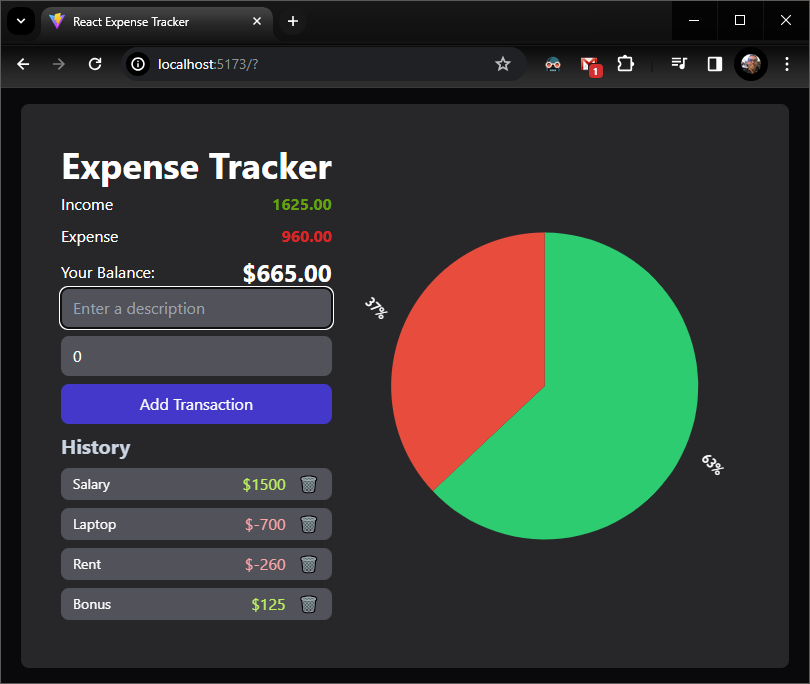 React Expense Tracker
localhost:5173/?
1
Expense Tracker
Income 1625.00
Expense 960.00
Your Balance: $665.00
Enter a description
0
Add Transaction
History
Salary $1500
Laptop $-700
Rent $-260
Bonus $125
37%
63%